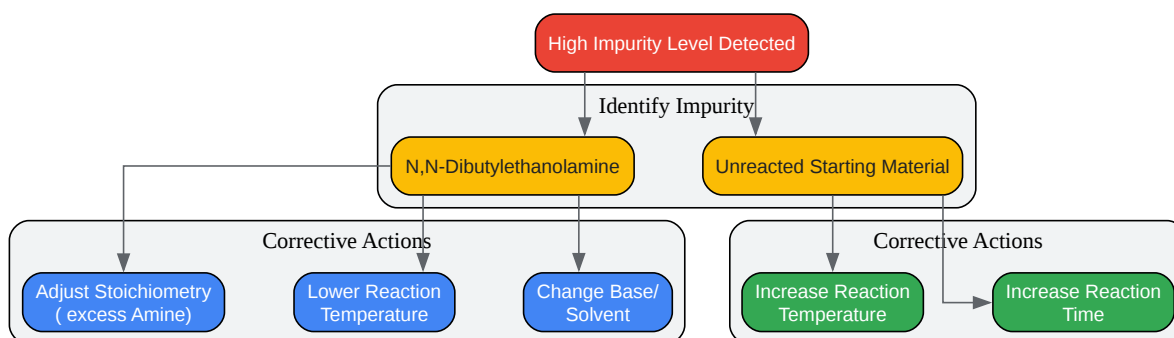 High Impurity Level Detected
Identify Impurity
N,N-Dibutylethanolamine
Unreacted Starting Material
Corrective Actions
Corrective Actions
Adjust Stoichiometry
( excess Amine)
Lower Reaction
Temperature
Change Base/
Solvent
Increase Reaction
Temperature
Increase Reaction
Time